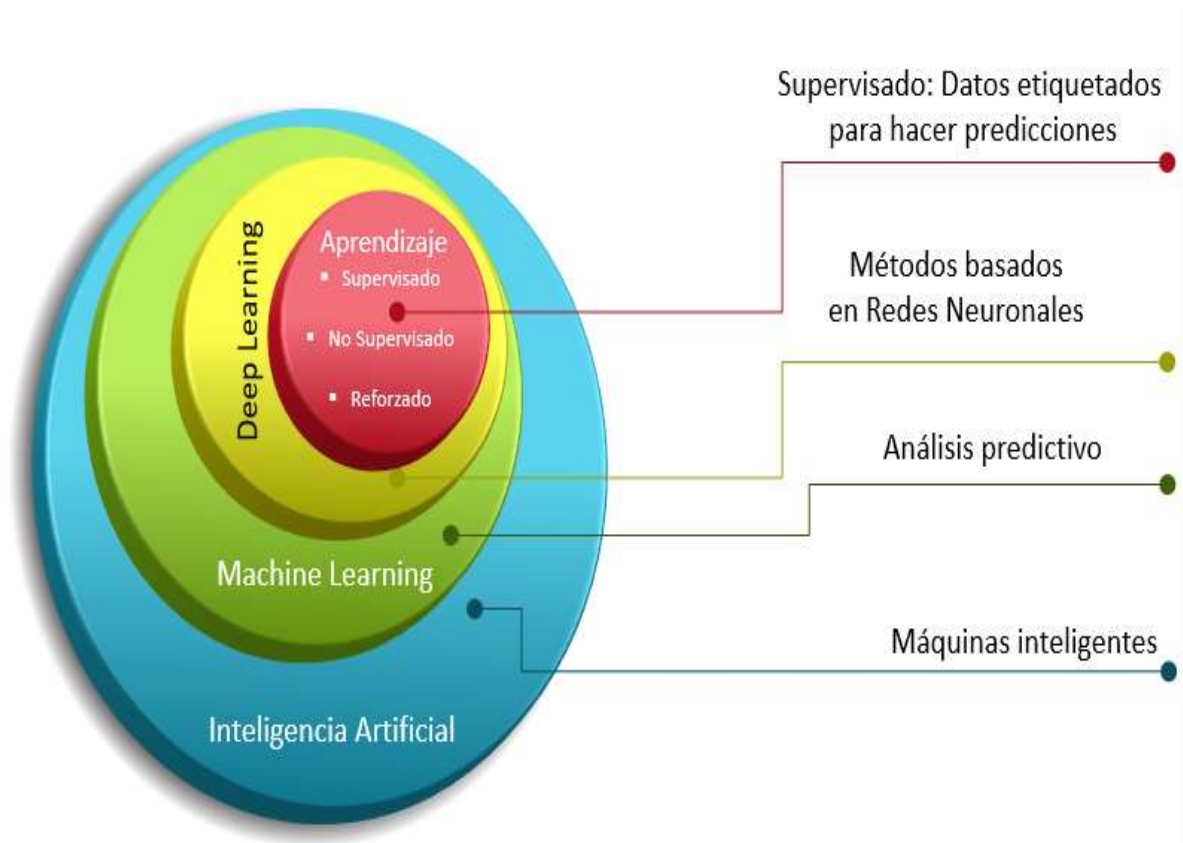 Supervisado: Datos etiquetados
para hacer predicciones
Deep Learning
Aprendizaje
▪ Supervisado
▪ No Supervisado
▪ Reforzado
Métodos basados
en Redes Neuronales
Análisis predictivo
Machine Learning
Máquinas inteligentes
Inteligencia Artificial